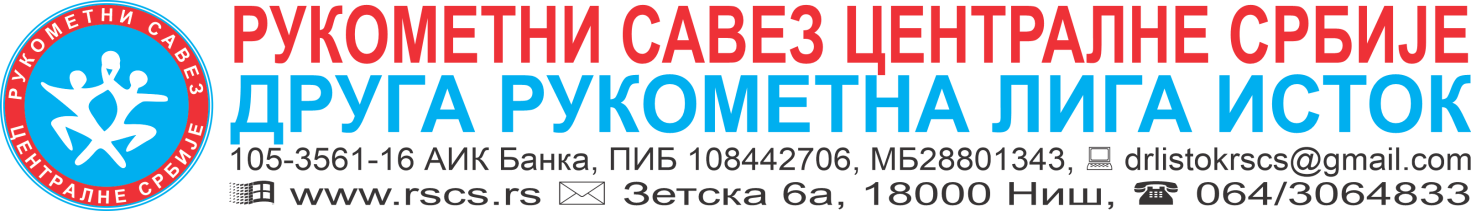 РУКОМЕТНИ САВЕЗ
ЦЕНТРАЛНЕ СРБИЈЕ
РУКОМЕТНИ САВЕЗ ЦЕНТРАЛНЕ СРБИЈЕ
ДРУГА РУКОМЕТНА ЛИГА ИСТОК
105-3561-16 АИК Банка, ПИБ 108442706, МБ28801343, drlistokrscs@gmail.com
www.rscs.rs Зетска 6а, 18000 Ниш, 064/3064833